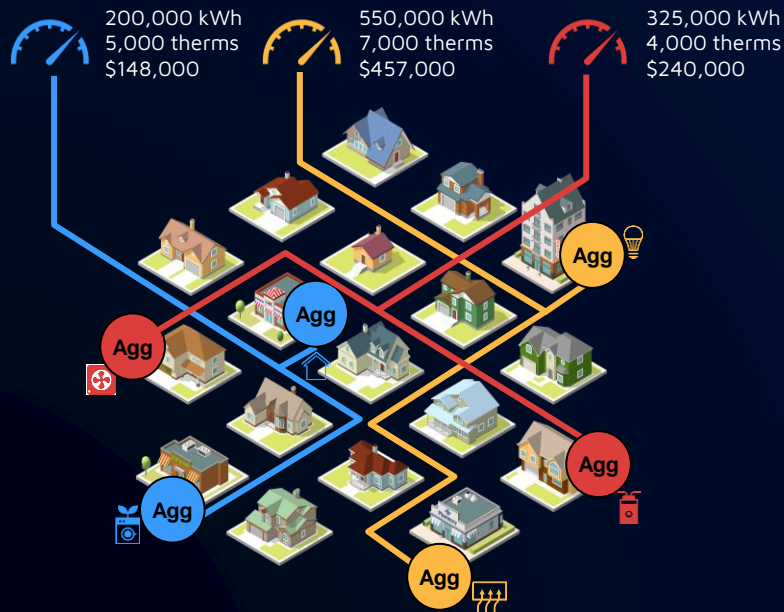 200,000 kWh
5,000 therms
$148,000
550,000 kWh
7,000 therms
$457,000
325,000 kWh
4,000 therms
$240,000
Agg
Agg
Agg
Agg
Agg
Agg